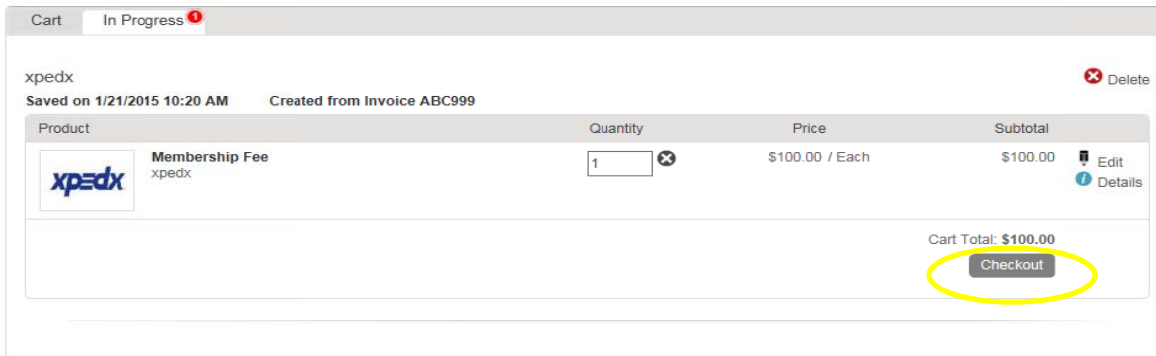 Cart In Progress 1
xpedx
Delete
Saved on 1/21/2015 10:20 AM Created from Invoice ABC999
Product Quantity Price Subtotal
xpedx
Membership Fee
xpedx
1
$100.00 / Each
$100.00
Edit
Details
Cart Total: $100.00
Checkout